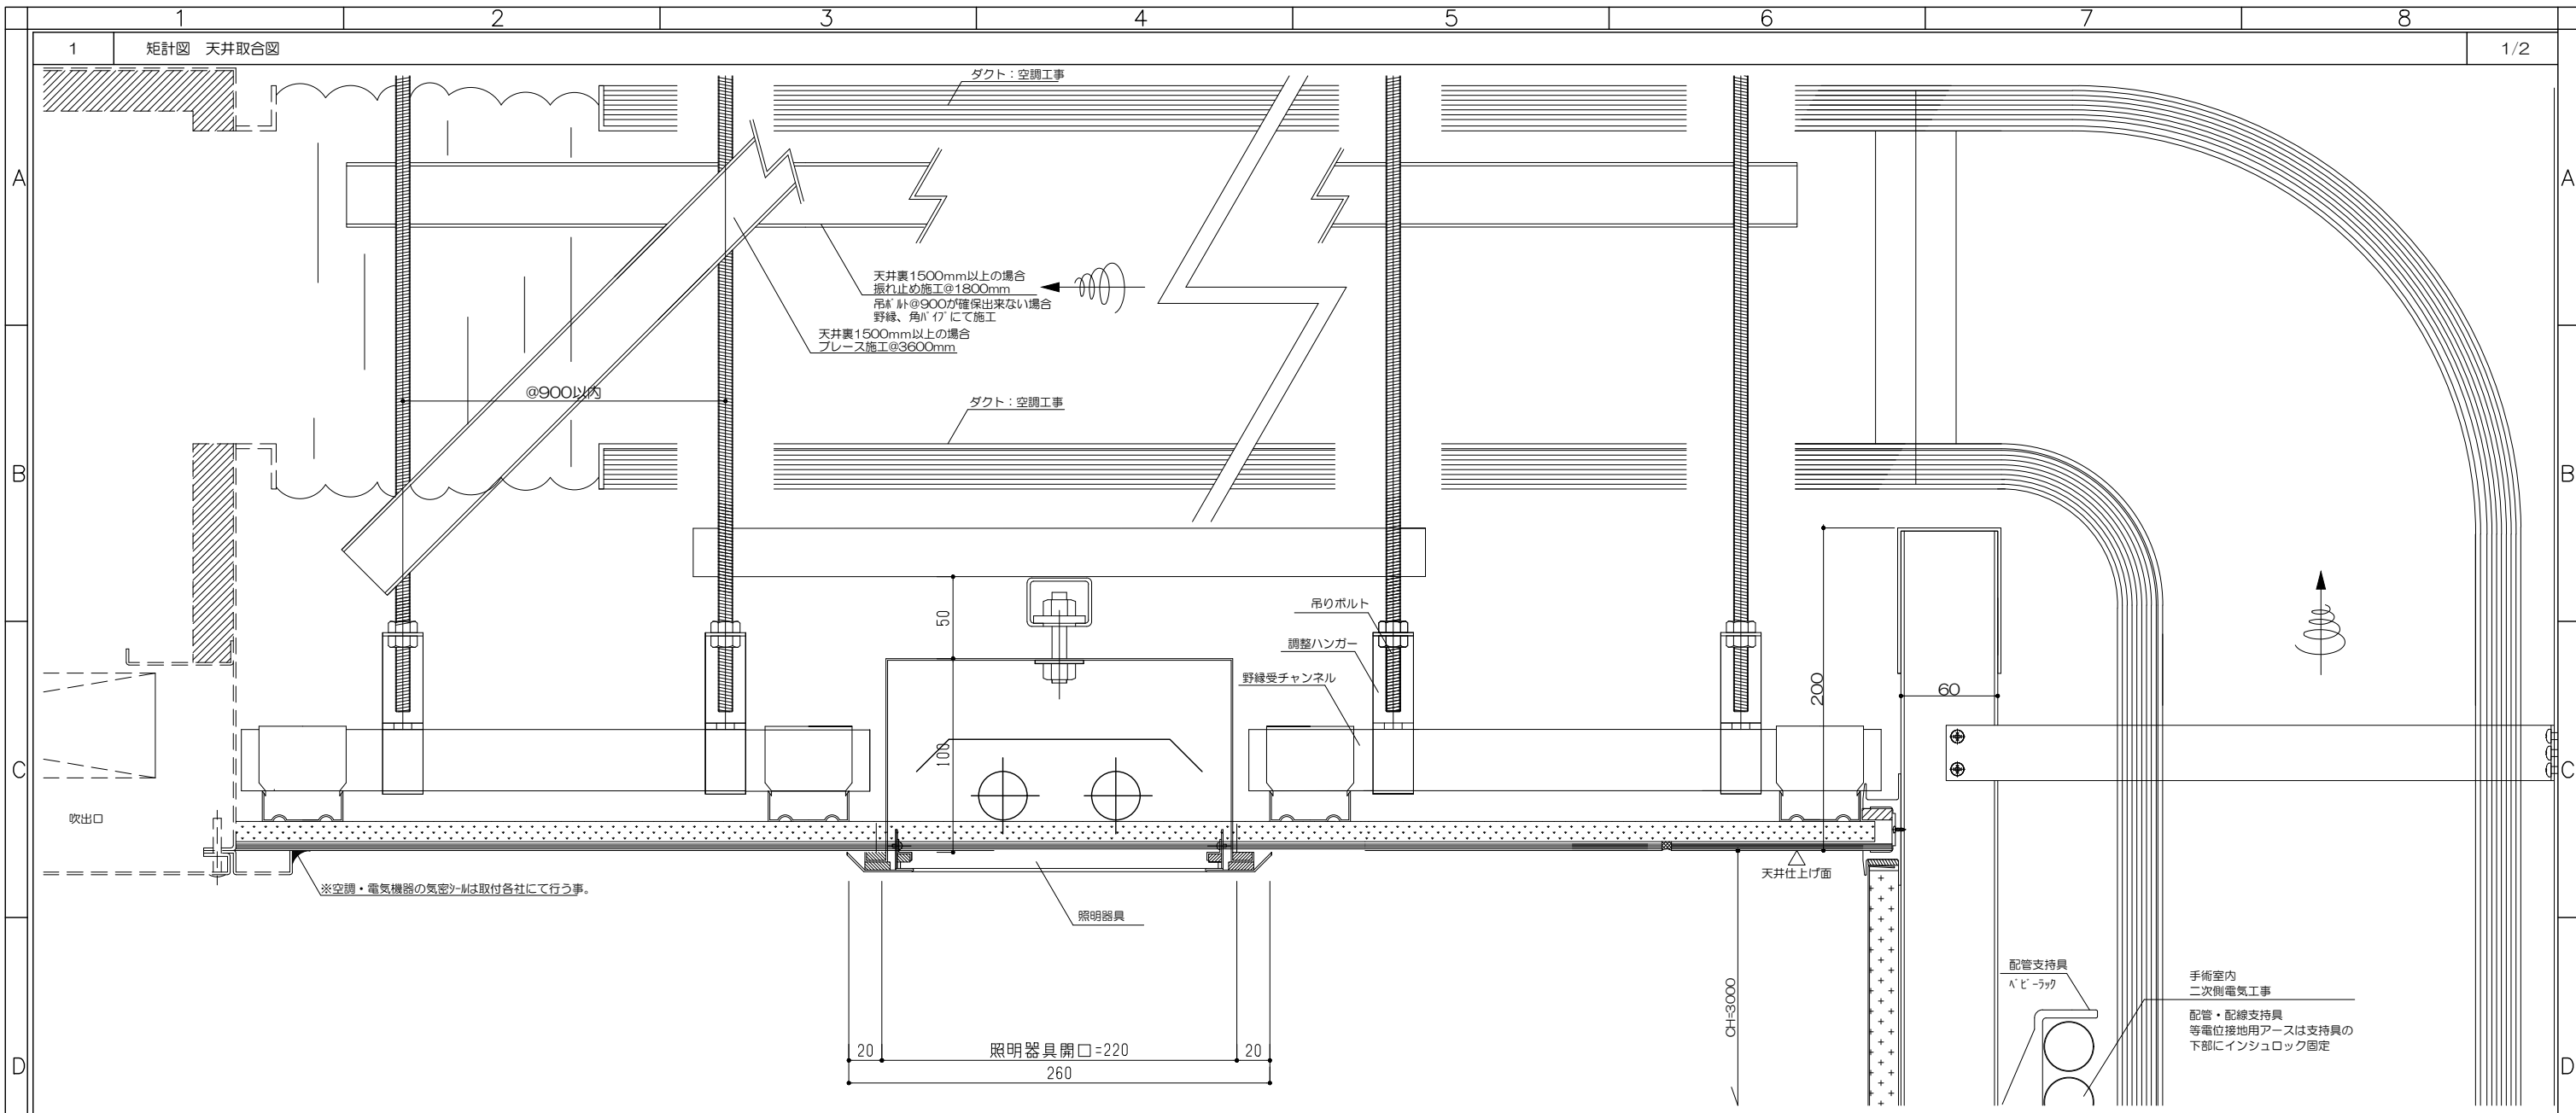 1 2 3 4 5 6 7 8
1 矩計図 天井取合図 1/2
ダクト：空調工事
A A
天井裏1500mm以上の場合
振れ止め施工@1800mm
吊ﾎﾞﾙﾄ@900が確保出来ない場合
野縁、角ﾊﾟｲﾌﾟにて施工
天井裏1500mm以上の場合
ブレース施工@3600mm
@900以内
ダクト：空調工事
B B
50
吊りボルト
調整ハンガー
野縁受チャンネル
200
60
100
C C
吹出口
天井仕上げ面
※空調・電気機器の気密ｼｰﾙは取付各社にて行う事。
照明器具
CH=3000
配管支持具
ﾍﾞﾋﾞｰﾗｯｸ
手術室内
二次側電気工事
配管・配線支持具
等電位接地用アースは支持具の
下部にインシュロック固定
20 照明器具開口=220 20
260
D D